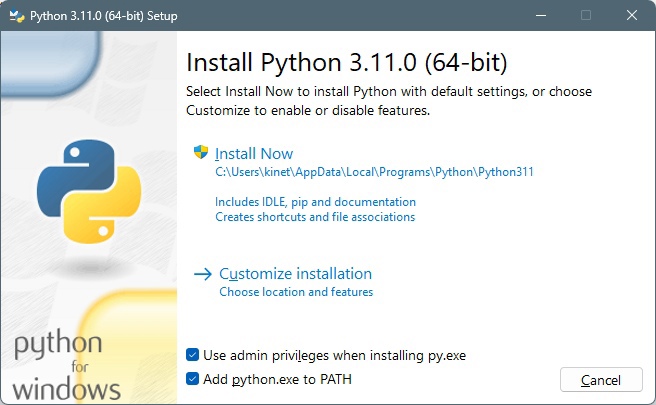 Python 3.11.0 (64-bit) Setup
Install Python 3.11.0 (64-bit)
Select Install Now to install Python with default settings, or choose
Customize to enable or disable features.
Install Now
C:\Users\kinet\AppData\Local\Programs\Python\Python311
Includes IDLE, pip and documentation
Creates shortcuts and file associations
Customize installation
Choose location and features
Use admin privileges when installing py.exe
Add python.exe to PATH
Cancel
python
for
windows